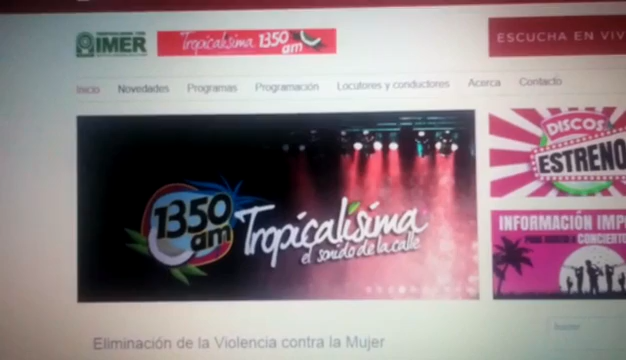 IMER
Tropicalísima 1350 am
ESCUCHA EN VIV
Inicio Novedades Programas Programación Locutores y conductores Acerca Contacto
DISCOS
ESTRENO
1350 am
Tropicalísima
el sonido de la calle
INFORMACIÓN IMPO
CONCIERTO
buscar
Eliminación de la Violencia contra la Mujer